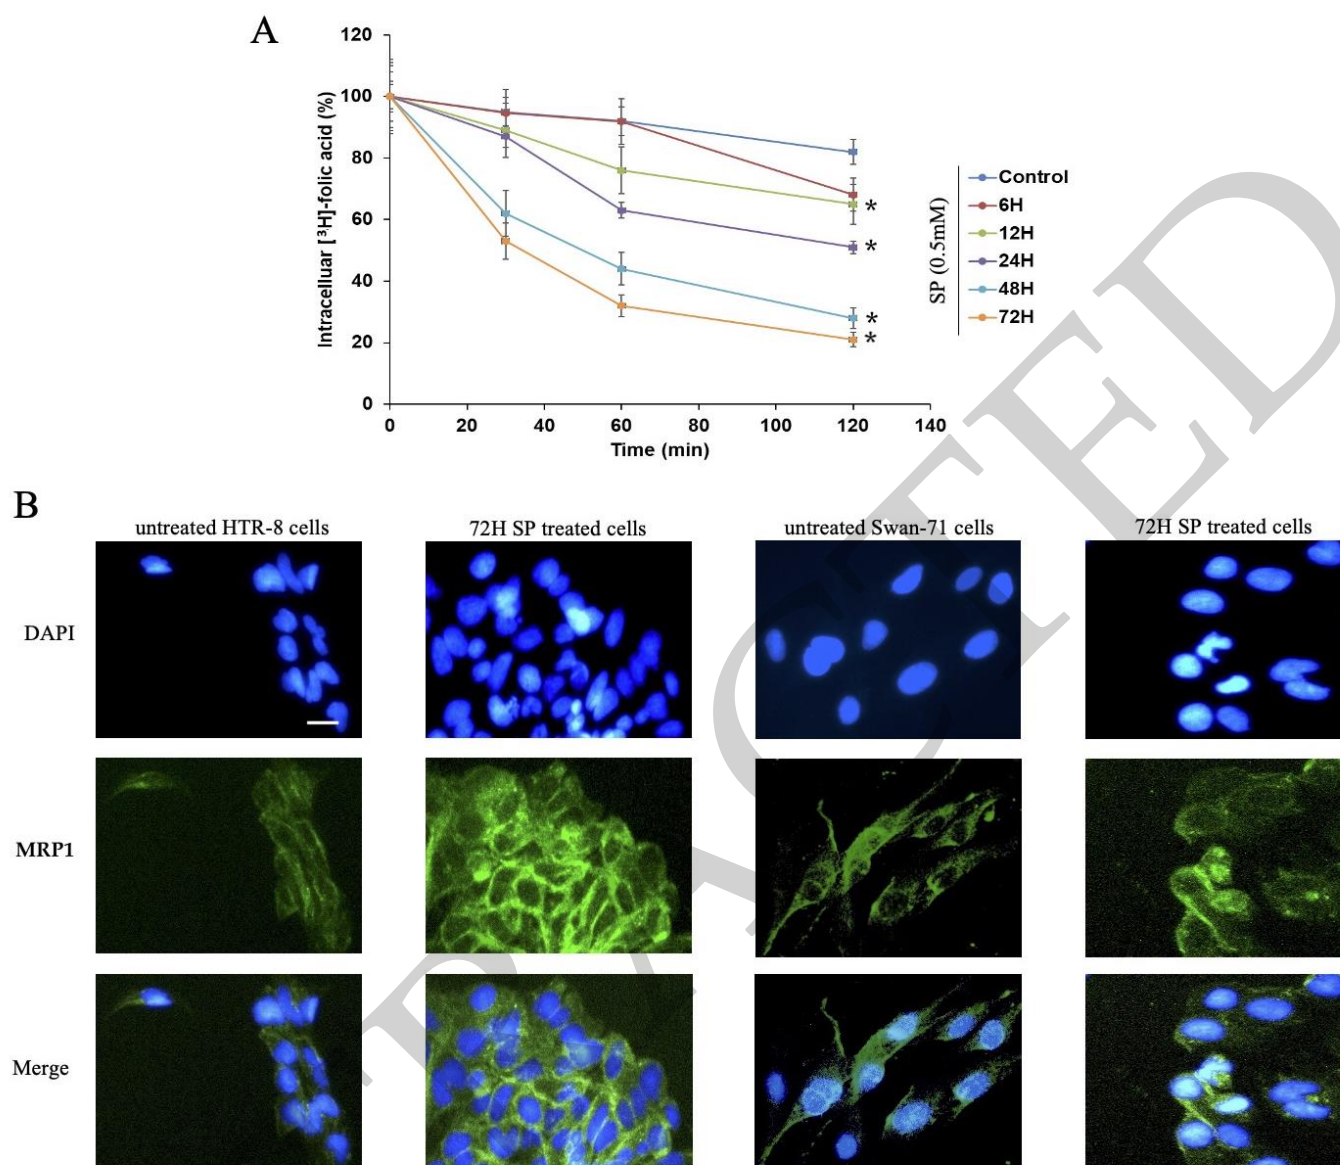 A
120
100
80
60
40
20
0
Intracelluar [³H]-folic acid (%)
0 20 40 60 80 100 120 140
Time (min)
*
*
*
*
SP (0.5mM)
Control
6H
12H
24H
48H
72H
B
untreated HTR-8 cells 72H SP treated cells untreated Swan-71 cells 72H SP treated cells
DAPI
MRP1
Merge
RACTED